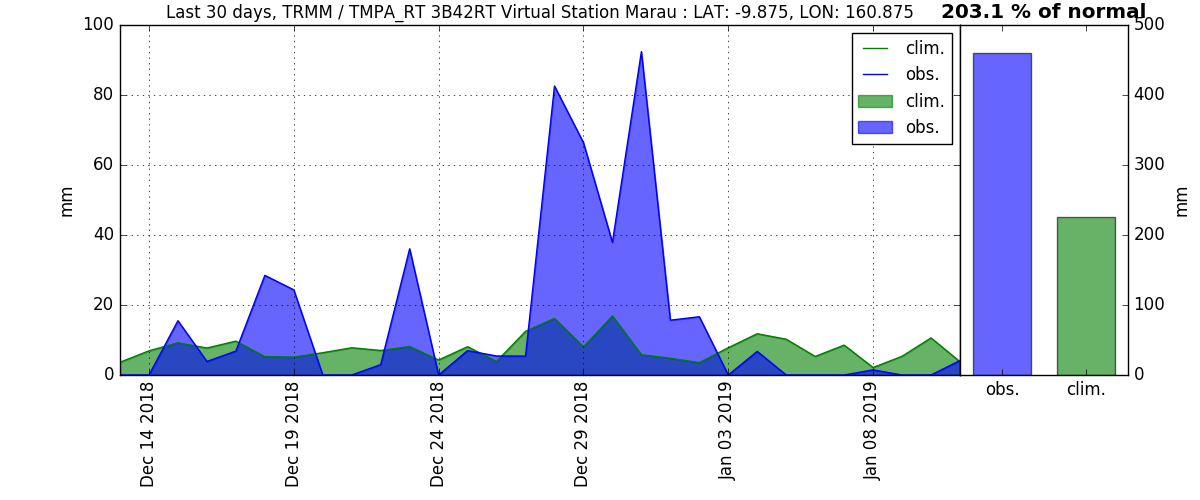 Last 30 days, TRMM / TMPA_RT 3B42RT Virtual Station Marau : LAT: -9.875, LON: 160.875
203.1 % of normal
100
80
60
40
20
0
mm
clim.
obs.
clim.
obs.
500
400
300
200
100
0
mm
Dec 14 2018
Dec 19 2018
Dec 24 2018
Dec 29 2018
Jan 03 2019
Jan 08 2019
obs.
clim.